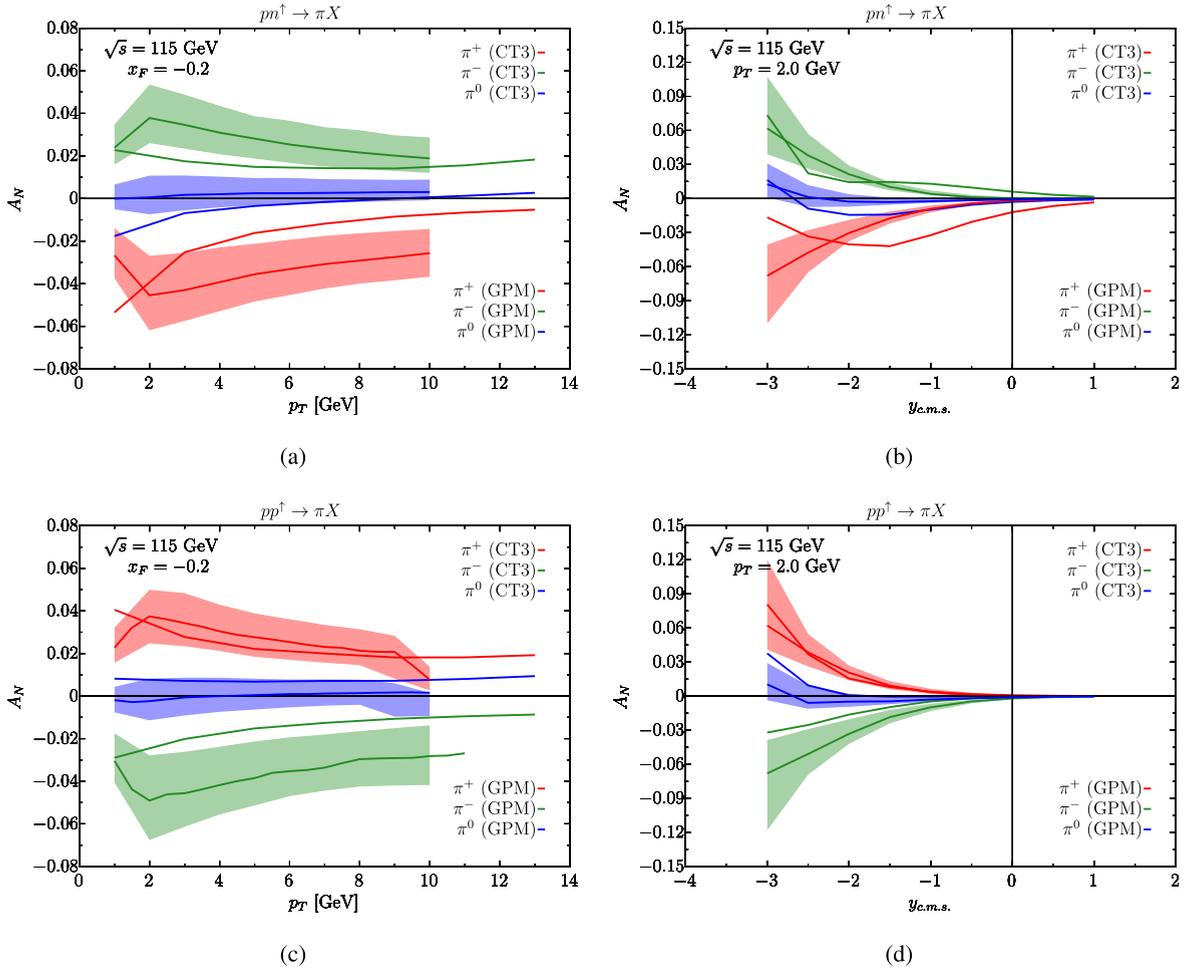 pn↑ → πX
0.08
0.06
0.04
0.02
0
−0.02
−0.04
−0.06
−0.08
A_N
√s = 115 GeV
x_F = −0.2
π⁺ (CT3)
π⁻ (CT3)
π⁰ (CT3)
π⁺ (GPM)
π⁻ (GPM)
π⁰ (GPM)
0 2 4 6 8 10 12 14
p_T [GeV]
(a)
pn↑ → πX
0.15
0.12
0.09
0.06
0.03
0
−0.03
−0.06
−0.09
−0.12
−0.15
A_N
√s = 115 GeV
p_T = 2.0 GeV
π⁺ (CT3)
π⁻ (CT3)
π⁰ (CT3)
π⁺ (GPM)
π⁻ (GPM)
π⁰ (GPM)
−4 −3 −2 −1 0 1 2
y_c.m.s.
(b)
pp↑ → πX
0.08
0.06
0.04
0.02
0
−0.02
−0.04
−0.06
−0.08
A_N
√s = 115 GeV
x_F = −0.2
π⁺ (CT3)
π⁻ (CT3)
π⁰ (CT3)
π⁺ (GPM)
π⁻ (GPM)
π⁰ (GPM)
0 2 4 6 8 10 12 14
p_T [GeV]
(c)
pp↑ → πX
0.15
0.12
0.09
0.06
0.03
0
−0.03
−0.06
−0.09
−0.12
−0.15
A_N
√s = 115 GeV
p_T = 2.0 GeV
π⁺ (CT3)
π⁻ (CT3)
π⁰ (CT3)
π⁺ (GPM)
π⁻ (GPM)
π⁰ (GPM)
−4 −3 −2 −1 0 1 2
y_c.m.s.
(d)